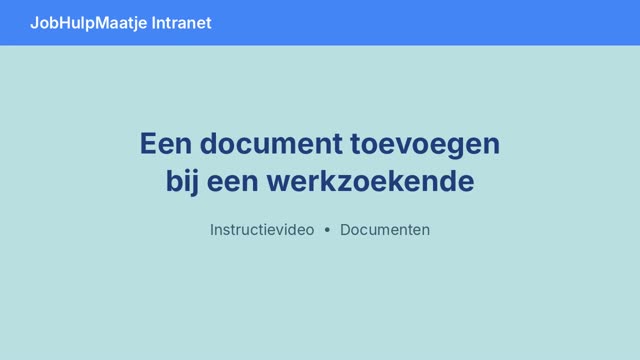 JobHulpMaatje Intranet
Een document toevoegen
bij een werkzoekende
Instructievideo • Documenten